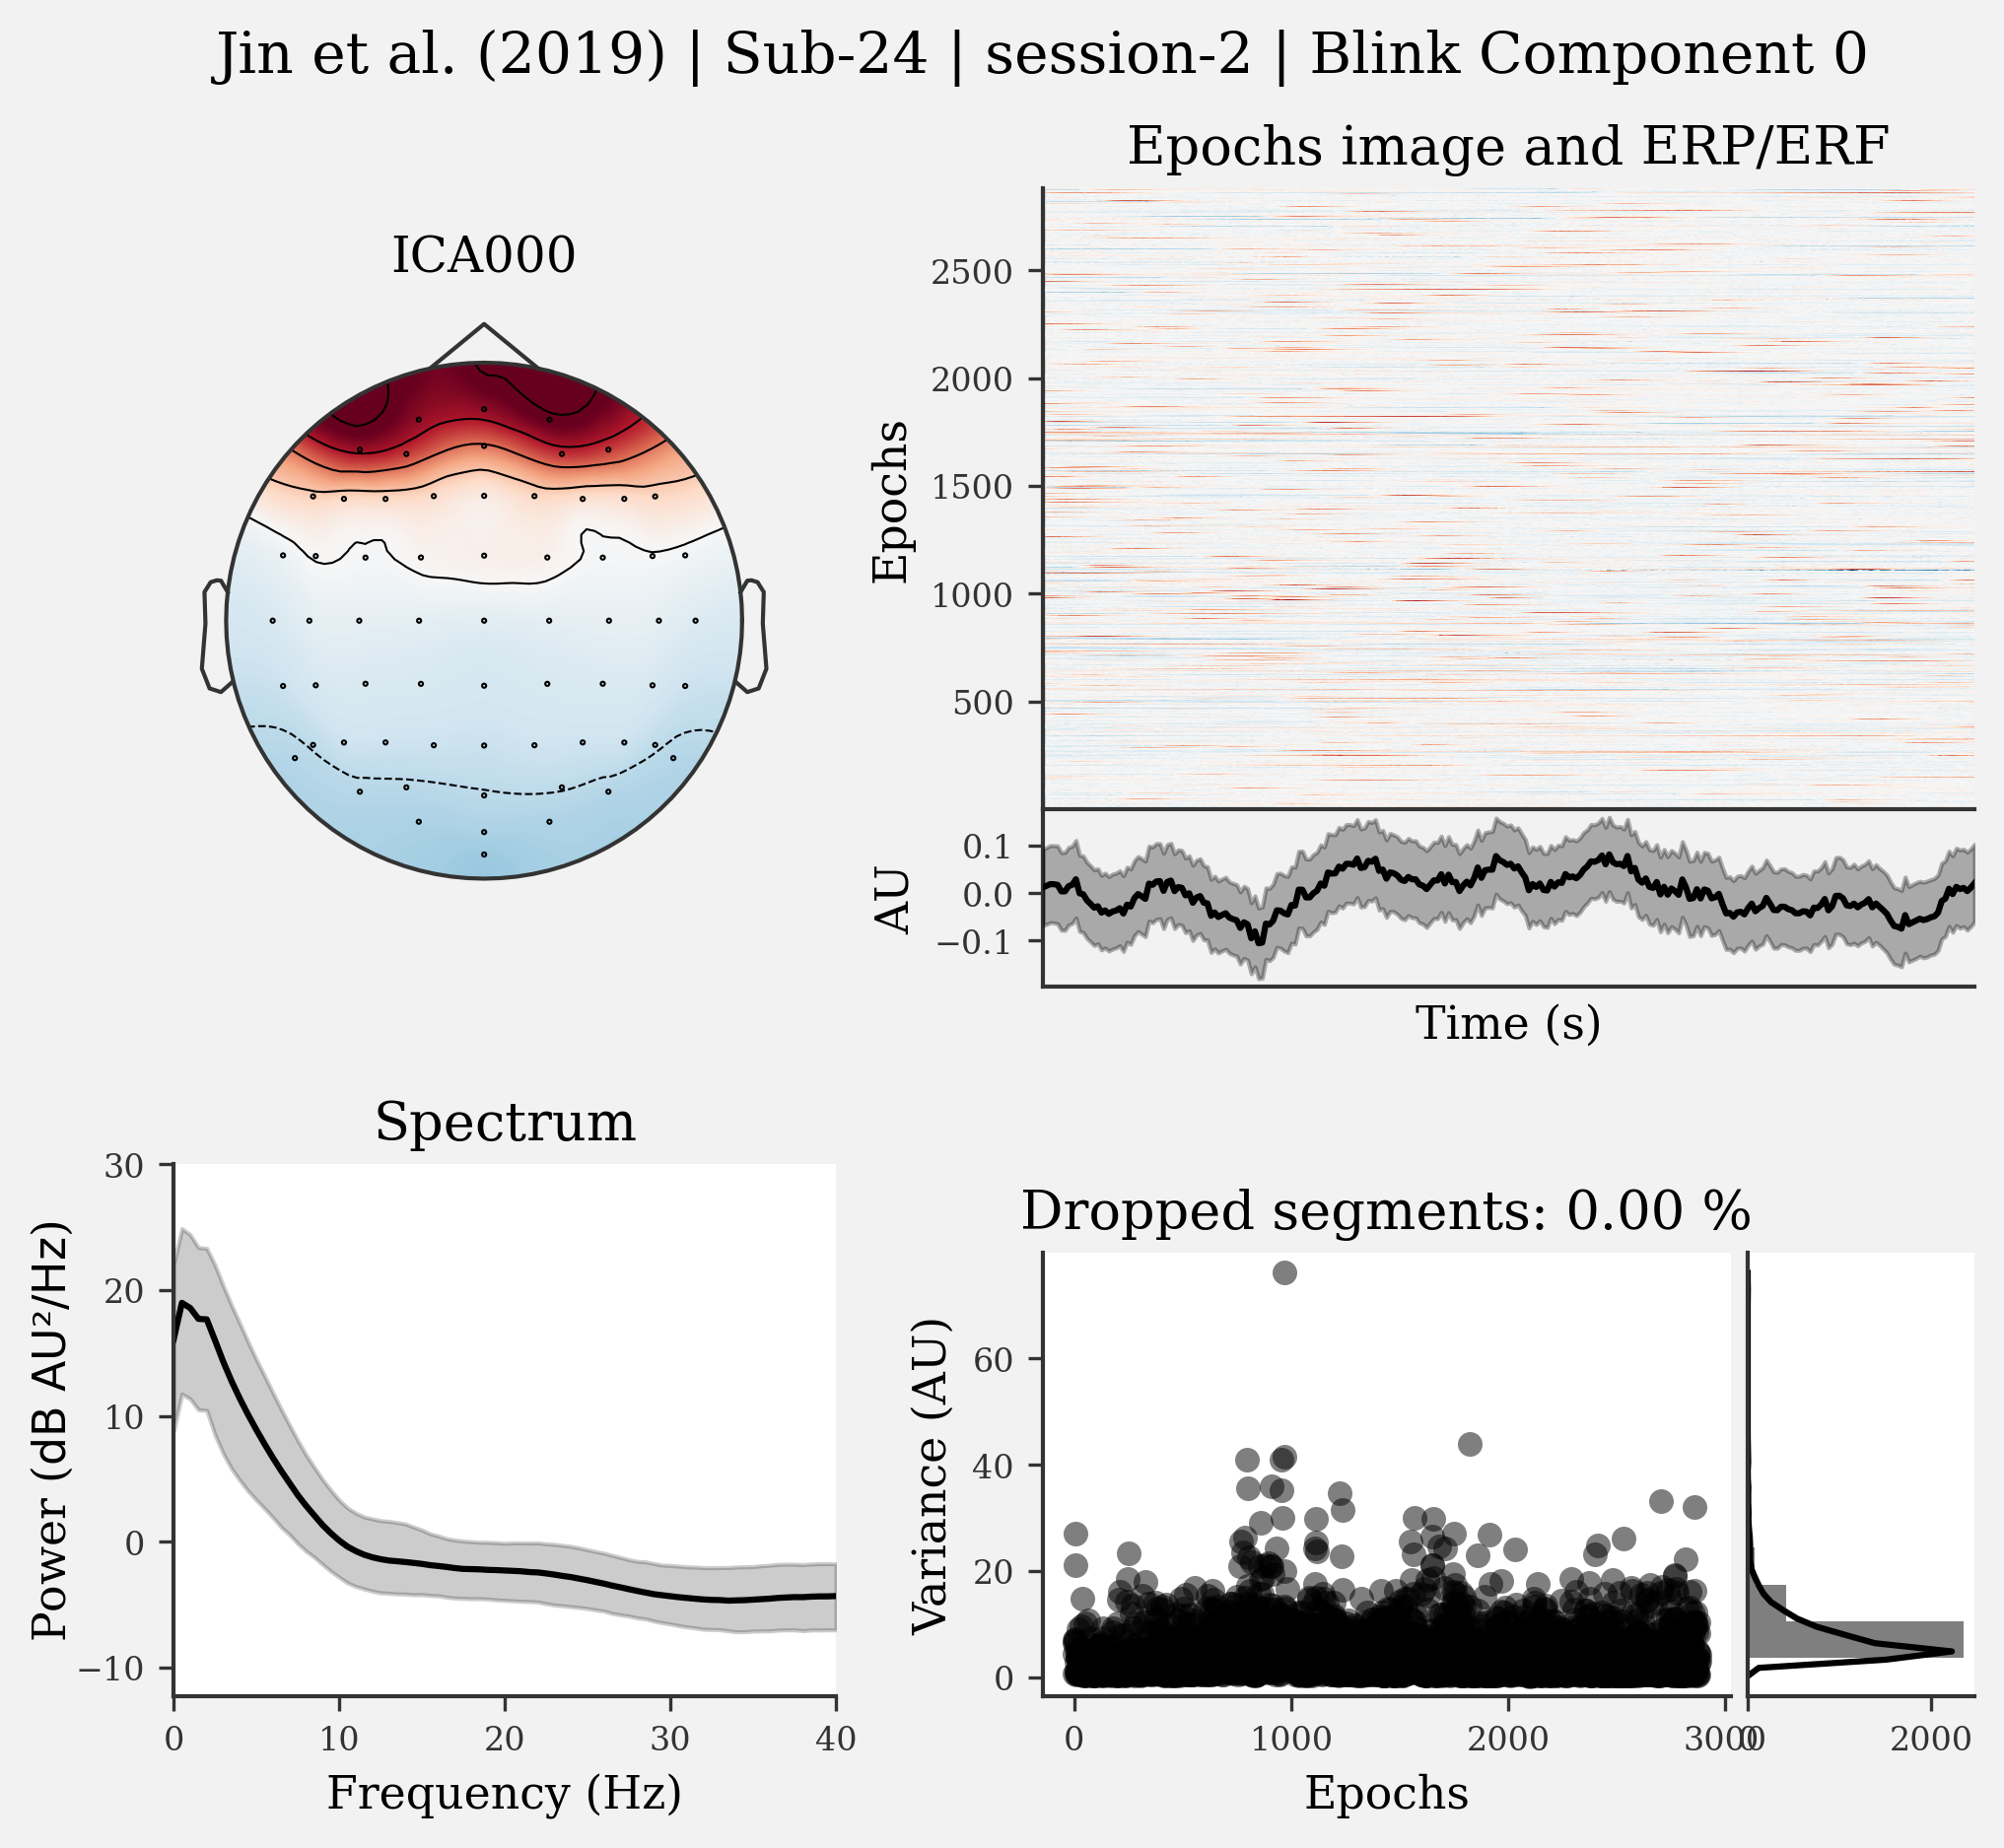 Jin et al. (2019) | Sub-24 | session-2 | Blink Component 0
ICA000
Epochs image and ERP/ERF
Epochs
2500
2000
1500
1000
500
AU
0.1
0.0
−0.1
Time (s)
Spectrum
Power (dB AU²/Hz)
30
20
10
0
−10
0 10 20 30 40
Frequency (Hz)
Dropped segments: 0.00 %
Variance (AU)
60
40
20
0
0 1000 2000 3000
0 2000
Epochs